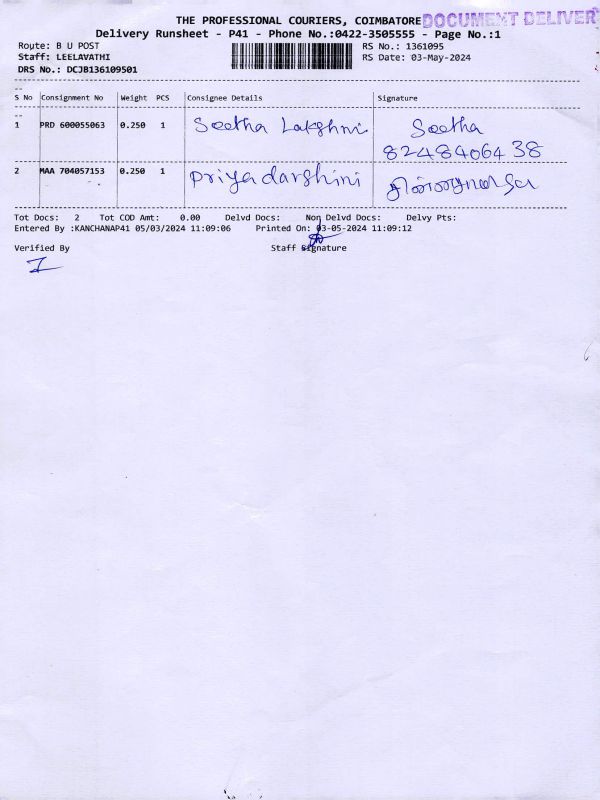 THE PROFESSIONAL COURIERS, COIMBATORE DOCUMENT DELIVER
Delivery Runsheet - P41 - Phone No.:0422-3505555 - Page No.:1
Route: B U POST RS No.: 1361095
Staff: LEELAVATHI RS Date: 03-May-2024
DRS No.: DCJB136109501
S No Consignment No Weight PCS Consignee Details Signature
1 PRD 600055063 0.250 1 Seetha Lakshmi Seetha
8248406438
2 MAA 704057153 0.250 1 Priyadarshini
Tot Docs: 2 Tot COD Amt: 0.00 Delvd Docs: Non Delvd Docs: Delvy Pts:
Entered By :KANCHANAP41 05/03/2024 11:09:06 Printed On: 03-05-2024 11:09:12
Verified By Staff Signature